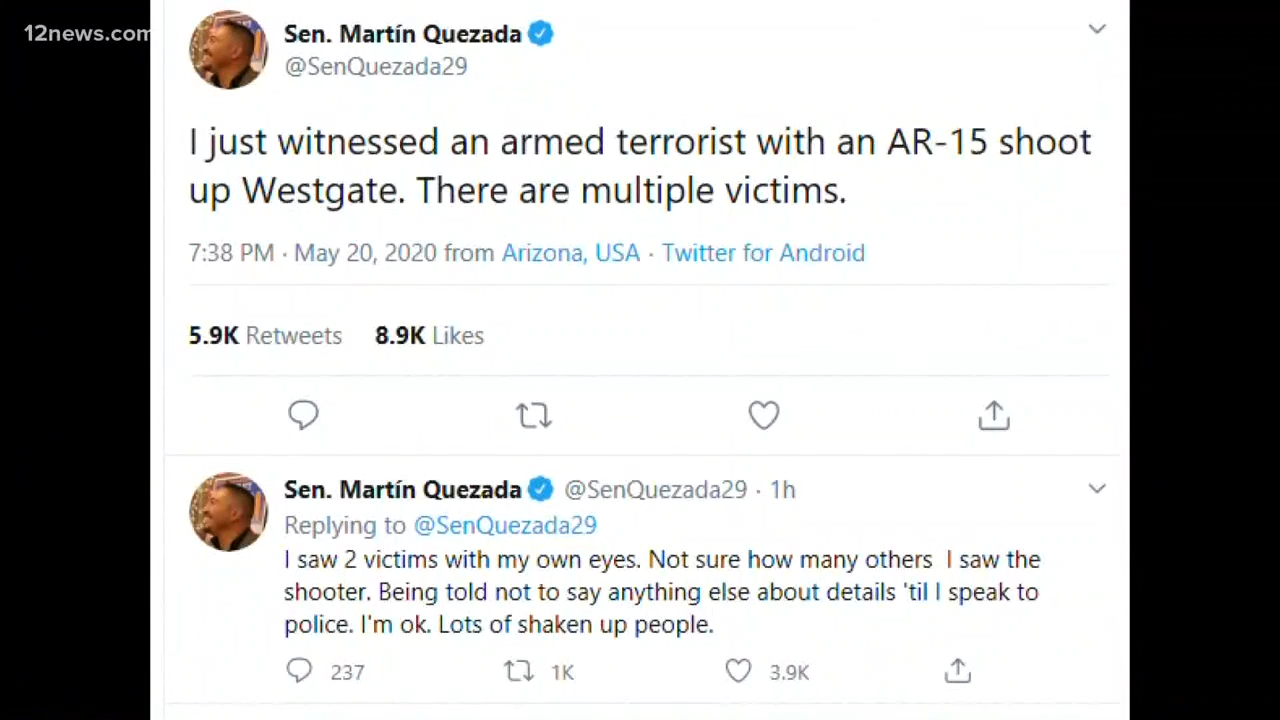 12news.com
Sen. Martín Quezada
@SenQuezada29
I just witnessed an armed terrorist with an AR-15 shoot
up Westgate. There are multiple victims.
7:38 PM · May 20, 2020 from Arizona, USA · Twitter for Android
5.9K Retweets 8.9K Likes
Sen. Martín Quezada @SenQuezada29 · 1h
Replying to @SenQuezada29
I saw 2 victims with my own eyes. Not sure how many others  I saw the
shooter. Being told not to say anything else about details 'til I speak to
police. I'm ok. Lots of shaken up people.
237 1K 3.9K